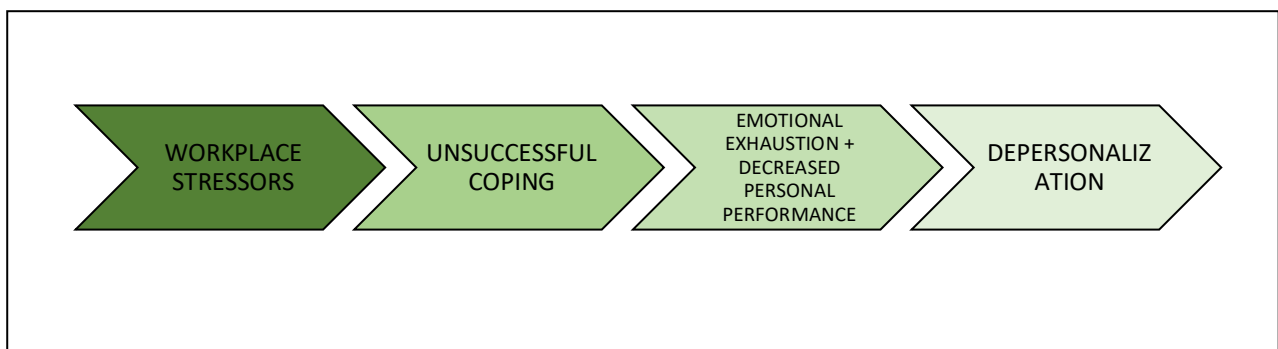 WORKPLACE
STRESSORS
UNSUCCESSFUL
COPING
EMOTIONAL
EXHAUSTION +
DECREASED
PERSONAL
PERFORMANCE
DEPERSONALIZ
ATION